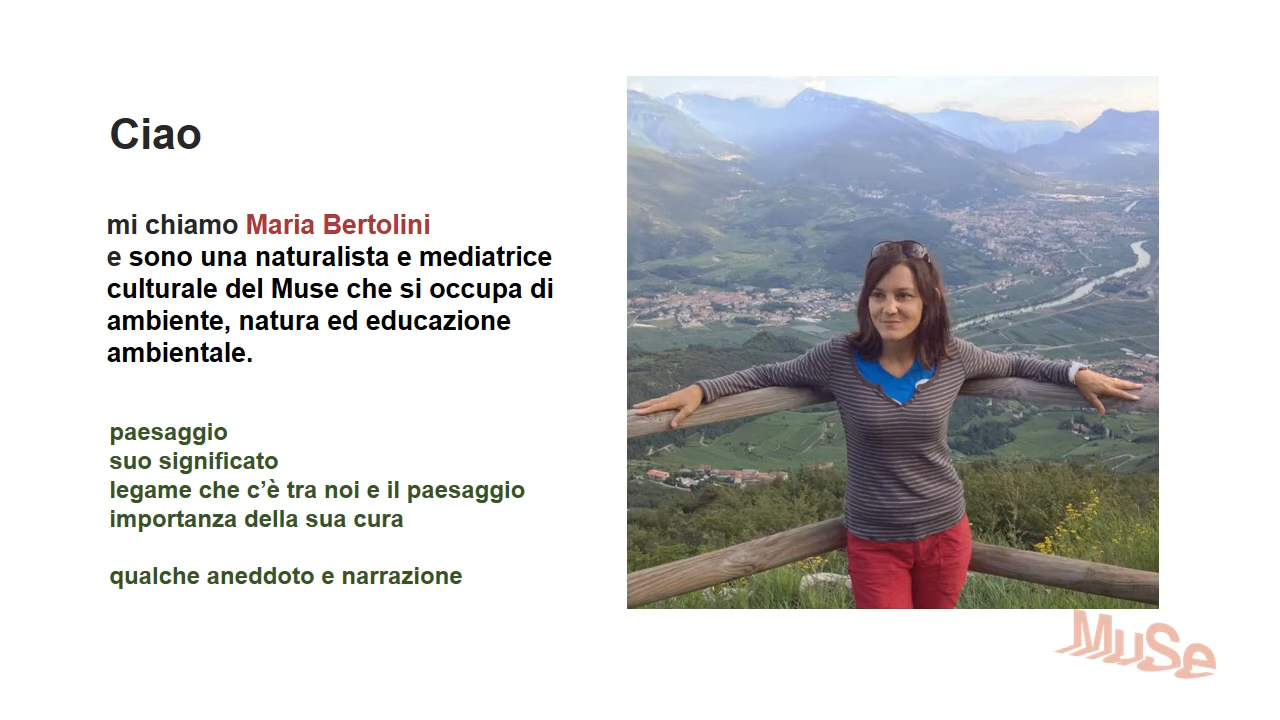 Ciao
mi chiamo Maria Bertolini
e sono una naturalista e mediatrice
culturale del Muse che si occupa di
ambiente, natura ed educazione
ambientale.
paesaggio
suo significato
legame che c’è tra noi e il paesaggio
importanza della sua cura
qualche aneddoto e narrazione
MuSe